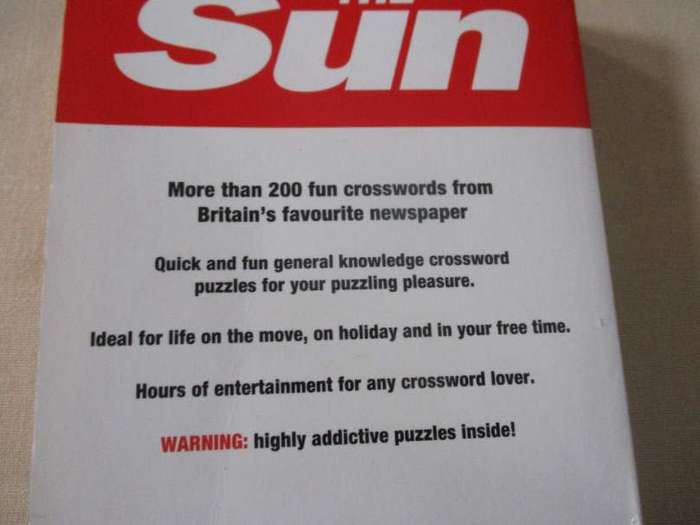 THE
Sun
More than 200 fun crosswords from
Britain's favourite newspaper
Quick and fun general knowledge crossword
puzzles for your puzzling pleasure.
Ideal for life on the move, on holiday and in your free time.
Hours of entertainment for any crossword lover.
WARNING: highly addictive puzzles inside!